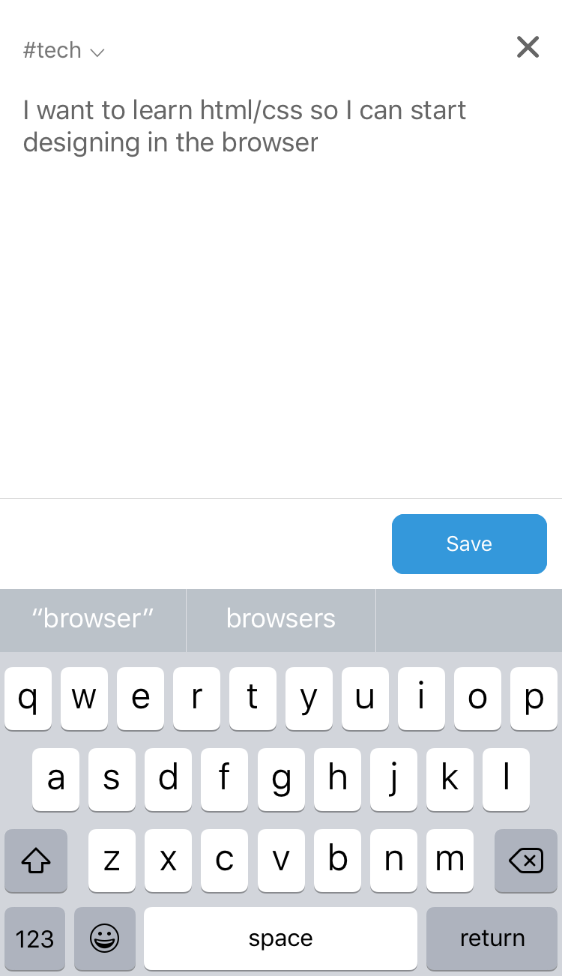 #tech
I want to learn html/css so I can start
designing in the browser
Save
“browser” browsers
q w e r t y u i o p
a s d f g h j k l
z x c v b n m
123 space return